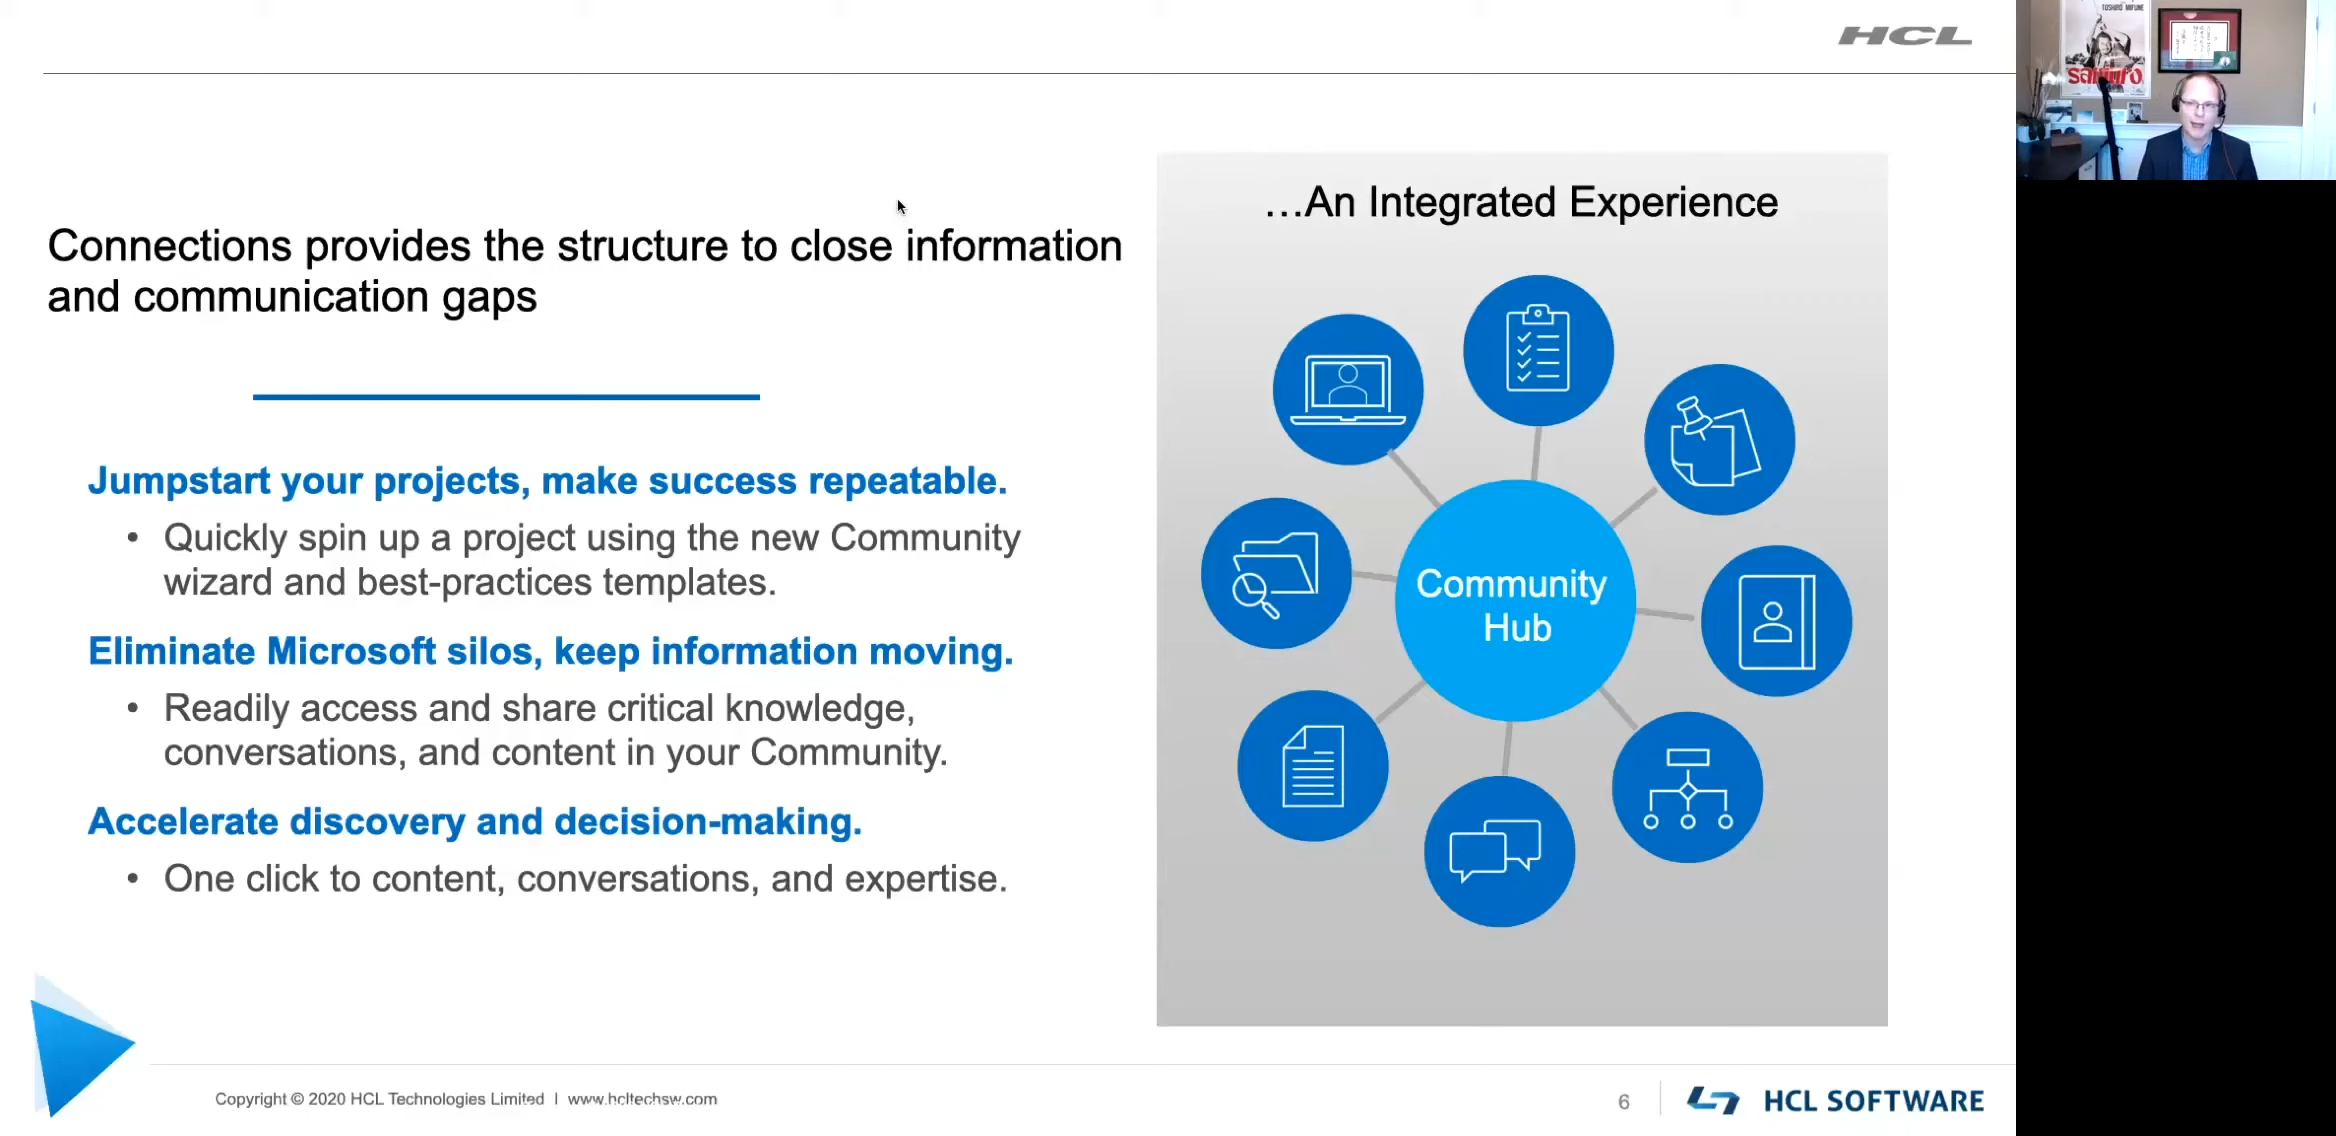 HCL
TOSHIRO MIFUNE
Connections provides the structure to close information
and communication gaps
Jumpstart your projects, make success repeatable.
• Quickly spin up a project using the new Community
wizard and best-practices templates.
Eliminate Microsoft silos, keep information moving.
• Readily access and share critical knowledge,
conversations, and content in your Community.
Accelerate discovery and decision-making.
• One click to content, conversations, and expertise.
...An Integrated Experience
Community
Hub
Copyright © 2020 HCL Technologies Limited | www.hcltechsw.com
6
HCL SOFTWARE